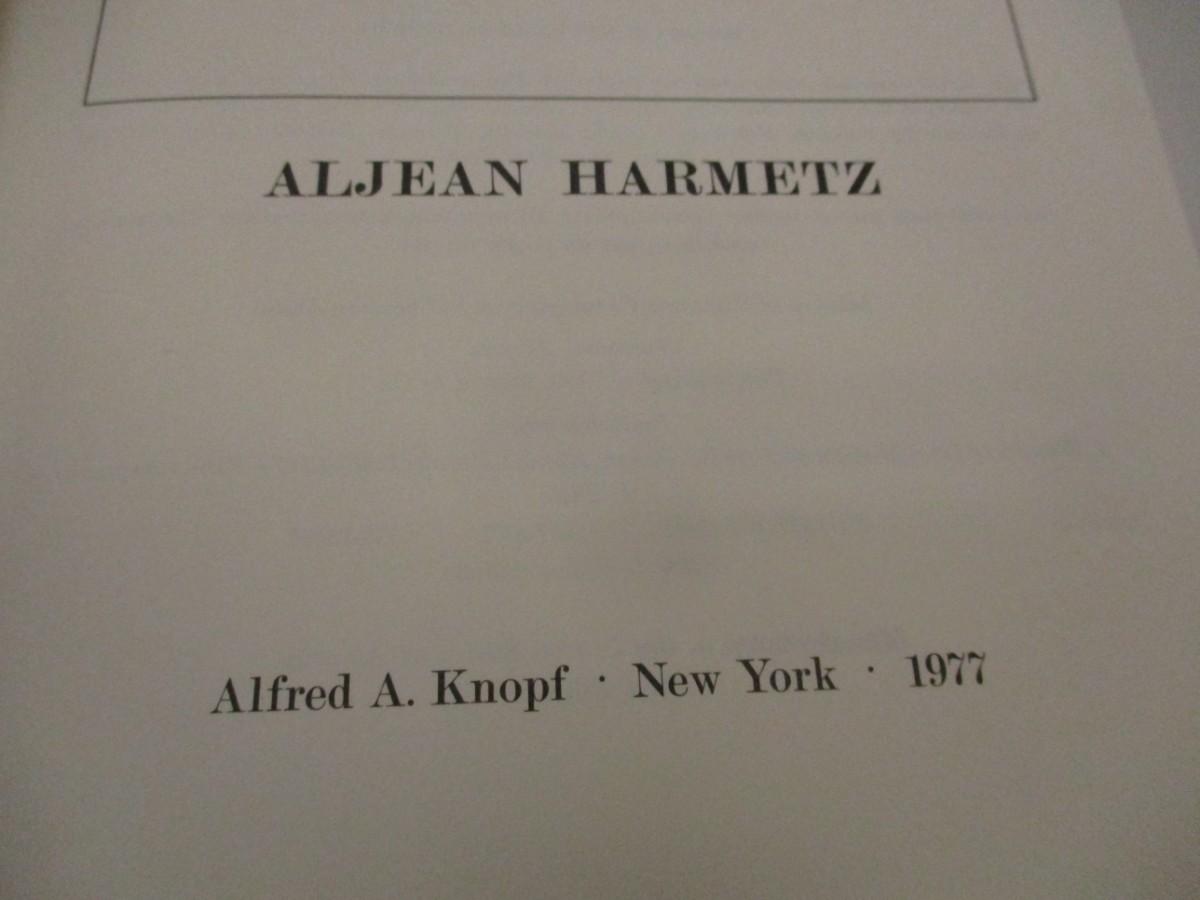 ALJEAN HARMETZ
Alfred A. Knopf · New York · 1977